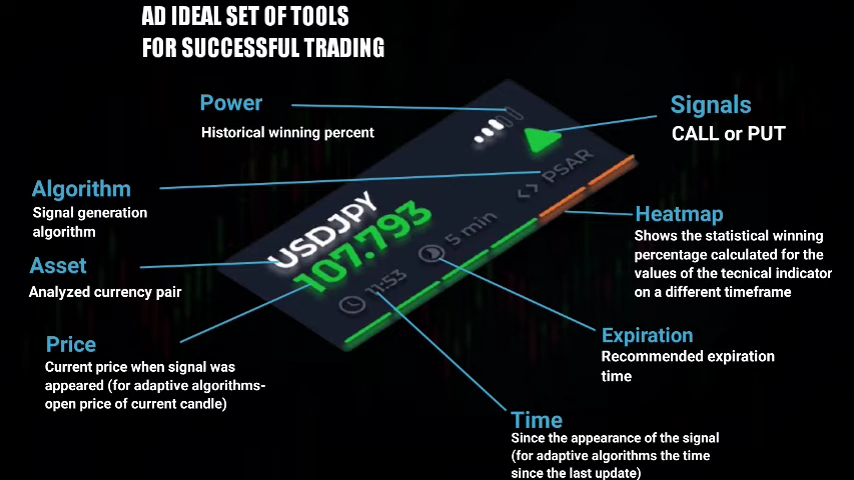 AD IDEAL SET OF TOOLS
FOR SUCCESSFUL TRADING
Power
Historical winning percent
Signals
CALL or PUT
Algorithm
Signal generation
algorithm
Asset
Analyzed currency pair
Price
Current price when signal was
appeared (for adaptive algorithms-
open price of current candle)
USDJPY
107.793
11:53
5 min
<> PSAR
Heatmap
Shows the statistical winning
percentage calculated for the
values of the tecnical indicator
on a different timeframe
Expiration
Recommended expiration
time
Time
Since the appearance of the signal
(for adaptive algorithms the time
since the last update)